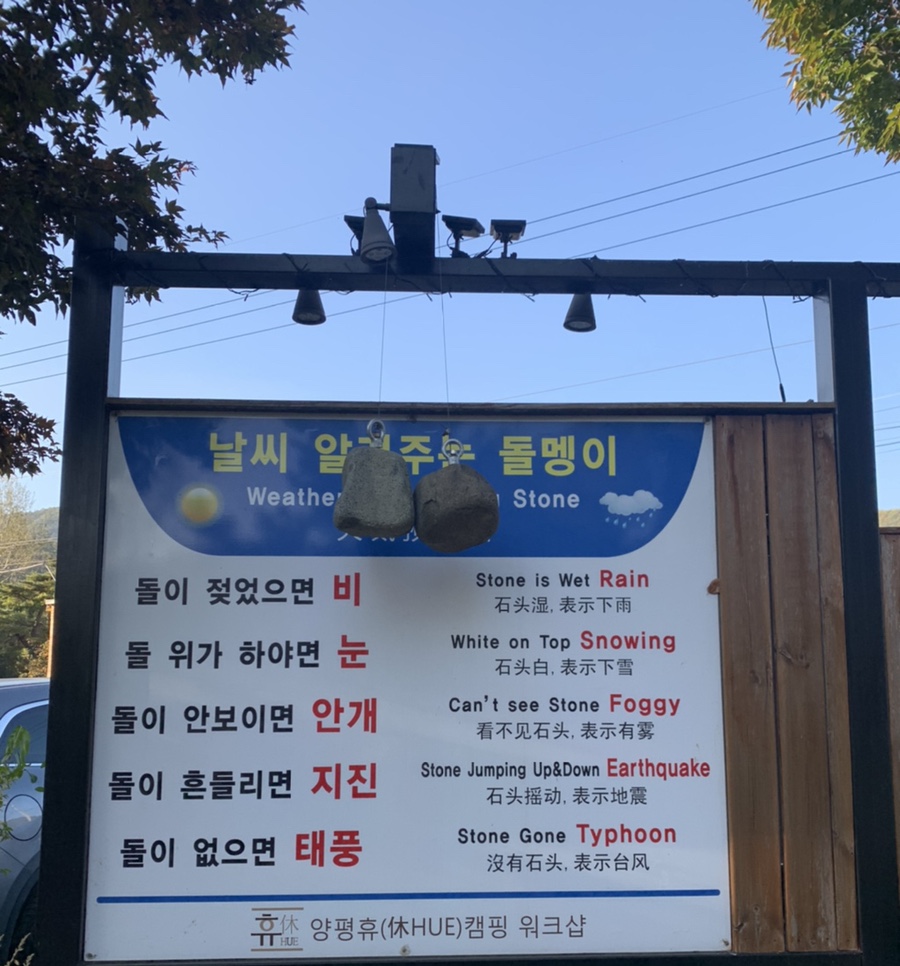 날씨 돌멩이
Stone
돌이 젖었으면 비
Stone is Wet Rain
石头湿, 表示下雨
돌 위가 하야면 눈
White on Top Snowing
石头白, 表示下雪
돌이 안보이면 안개
Can't see Stone Foggy
看不见石头, 表示有雾
돌이 흔들리면 지진
Stone Jumping Up&Down Earthquake
石头摇动, 表示地震
돌이 없으면 태풍
Stone Gone Typhoon
沒有石头, 表示台风
휴休 HUE 양평휴(休HUE)캠핑 워크샵